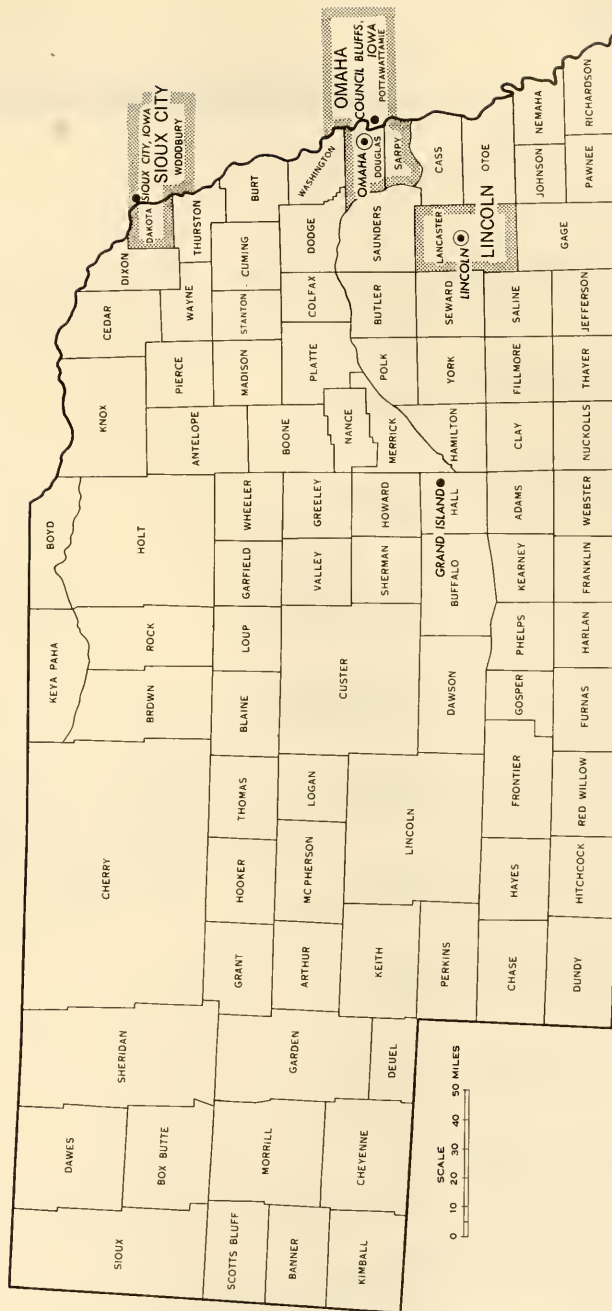 SIOUX CITY, IOWA
SIOUX CITY
WOODBURY
DAKOTA
OMAHA
COUNCIL BLUFFS,
IOWA
POTTAWATTAMIE
OMAHA
DOUGLAS
SARPY
WASHINGTON
LANCASTER
LINCOLN
LINCOLN
GRAND ISLAND
SIOUX
DAWES
BOX BUTTE
SHERIDAN
CHERRY
KEYA PAHA
BOYD
BROWN
ROCK
HOLT
KNOX
CEDAR
DIXON
ANTELOPE
PIERCE
WAYNE
THURSTON
SCOTTS BLUFF
BANNER
KIMBALL
MORRILL
CHEYENNE
GARDEN
DEUEL
GRANT
HOOKER
THOMAS
BLAINE
LOUP
GARFIELD
WHEELER
BOONE
MADISON
STANTON
CUMING
BURT
ARTHUR
MC PHERSON
LOGAN
CUSTER
VALLEY
GREELEY
NANCE
PLATTE
COLFAX
DODGE
KEITH
LINCOLN
SHERMAN
HOWARD
MERRICK
POLK
BUTLER
SAUNDERS
PERKINS
DAWSON
BUFFALO
HALL
HAMILTON
YORK
SEWARD
CASS
OTOE
CHASE
HAYES
FRONTIER
GOSPER
PHELPS
KEARNEY
ADAMS
CLAY
FILLMORE
SALINE
GAGE
JOHNSON
NEMAHA
DUNDY
HITCHCOCK
RED WILLOW
FURNAS
HARLAN
FRANKLIN
WEBSTER
NUCKOLLS
THAYER
JEFFERSON
PAWNEE
RICHARDSON
SCALE
0 10 20 30 40 50 MILES